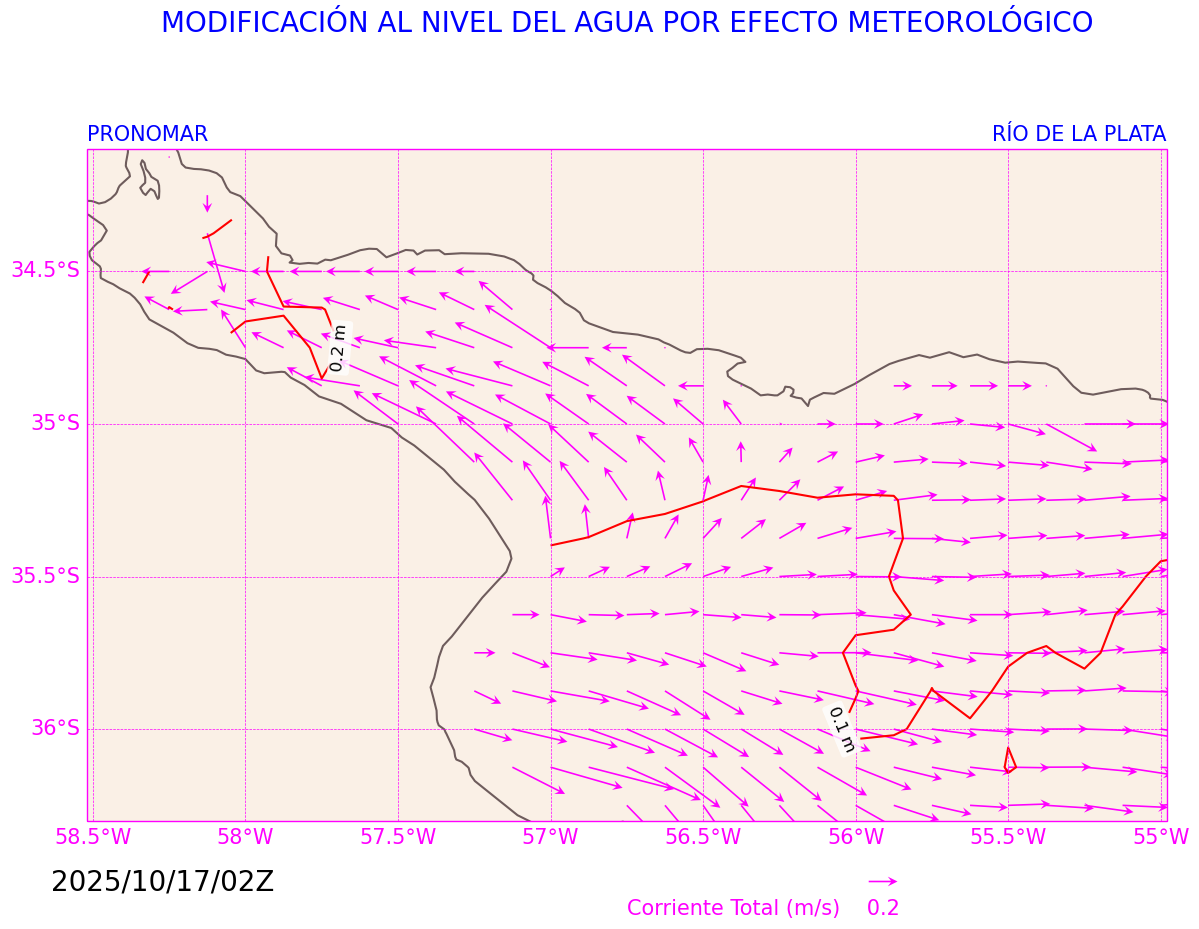 MODIFICACIÓN AL NIVEL DEL AGUA POR EFECTO METEOROLÓGICO
PRONOMAR
RÍO DE LA PLATA
34.5°S
35°S
35.5°S
36°S
0.2 m
0.1 m
58.5°W
58°W
57.5°W
57°W
56.5°W
56°W
55.5°W
55°W
2025/10/17/02Z
Corriente Total (m/s) 0.2